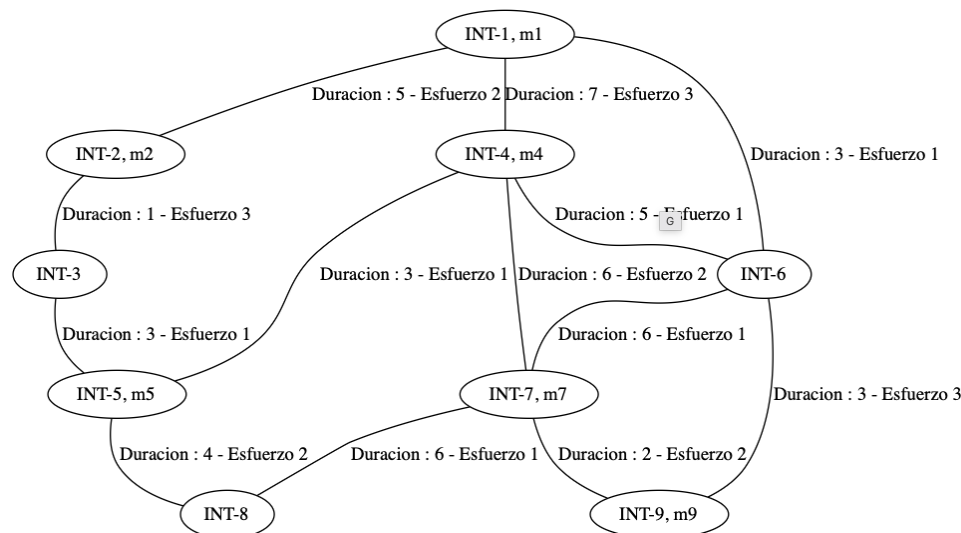 INT-1, m1
Duracion : 5 - Esfuerzo 2
Duracion : 7 - Esfuerzo 3
INT-2, m2
INT-4, m4
Duracion : 3 - Esfuerzo 1
Duracion : 1 - Esfuerzo 3
Duracion : 5 - Esfuerzo 1
G
INT-3
Duracion : 3 - Esfuerzo 1
Duracion : 6 - Esfuerzo 2
INT-6
Duracion : 3 - Esfuerzo 1
Duracion : 6 - Esfuerzo 1
INT-5, m5
INT-7, m7
Duracion : 3 - Esfuerzo 3
Duracion : 4 - Esfuerzo 2
Duracion : 6 - Esfuerzo 1
Duracion : 2 - Esfuerzo 2
INT-8
INT-9, m9